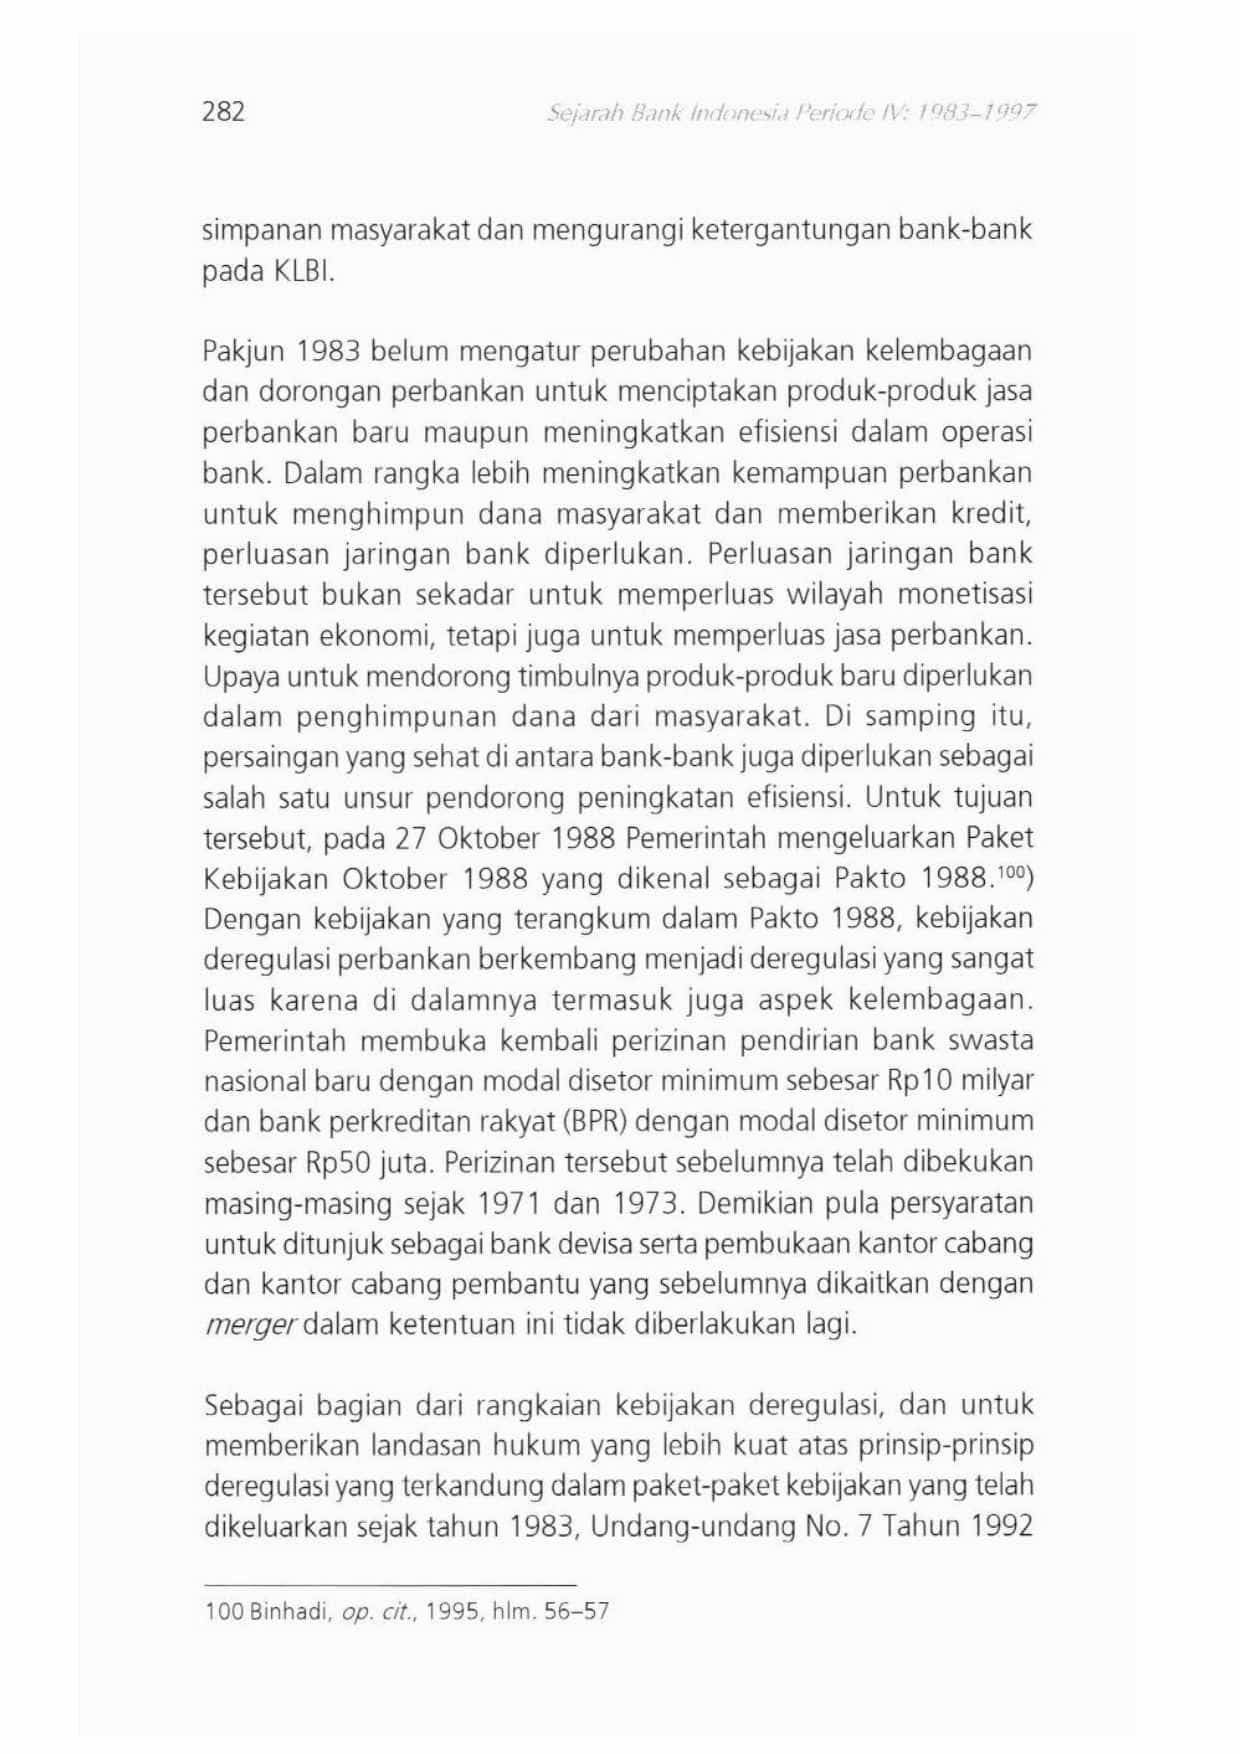 282
Sejarah Bank Indonesia Periode IV: 1983–1997
simpanan masyarakat dan mengurangi ketergantungan bank-bank
pada KLBI.
Pakjun 1983 belum mengatur perubahan kebijakan kelembagaan
dan dorongan perbankan untuk menciptakan produk-produk jasa
perbankan baru maupun meningkatkan efisiensi dalam operasi
bank. Dalam rangka lebih meningkatkan kemampuan perbankan
untuk menghimpun dana masyarakat dan memberikan kredit,
perluasan jaringan bank diperlukan. Perluasan jaringan bank
tersebut bukan sekadar untuk memperluas wilayah monetisasi
kegiatan ekonomi, tetapi juga untuk memperluas jasa perbankan.
Upaya untuk mendorong timbulnya produk-produk baru diperlukan
dalam penghimpunan dana dari masyarakat. Di samping itu,
persaingan yang sehat di antara bank-bank juga diperlukan sebagai
salah satu unsur pendorong peningkatan efisiensi. Untuk tujuan
tersebut, pada 27 Oktober 1988 Pemerintah mengeluarkan Paket
Kebijakan Oktober 1988 yang dikenal sebagai Pakto 1988.¹⁰⁰)
Dengan kebijakan yang terangkum dalam Pakto 1988, kebijakan
deregulasi perbankan berkembang menjadi deregulasi yang sangat
luas karena di dalamnya termasuk juga aspek kelembagaan.
Pemerintah membuka kembali perizinan pendirian bank swasta
nasional baru dengan modal disetor minimum sebesar Rp10 milyar
dan bank perkreditan rakyat (BPR) dengan modal disetor minimum
sebesar Rp50 juta. Perizinan tersebut sebelumnya telah dibekukan
masing-masing sejak 1971 dan 1973. Demikian pula persyaratan
untuk ditunjuk sebagai bank devisa serta pembukaan kantor cabang
dan kantor cabang pembantu yang sebelumnya dikaitkan dengan
merger dalam ketentuan ini tidak diberlakukan lagi.
Sebagai bagian dari rangkaian kebijakan deregulasi, dan untuk
memberikan landasan hukum yang lebih kuat atas prinsip-prinsip
deregulasi yang terkandung dalam paket-paket kebijakan yang telah
dikeluarkan sejak tahun 1983, Undang-undang No. 7 Tahun 1992
100 Binhadi, op. cit., 1995, hlm. 56–57